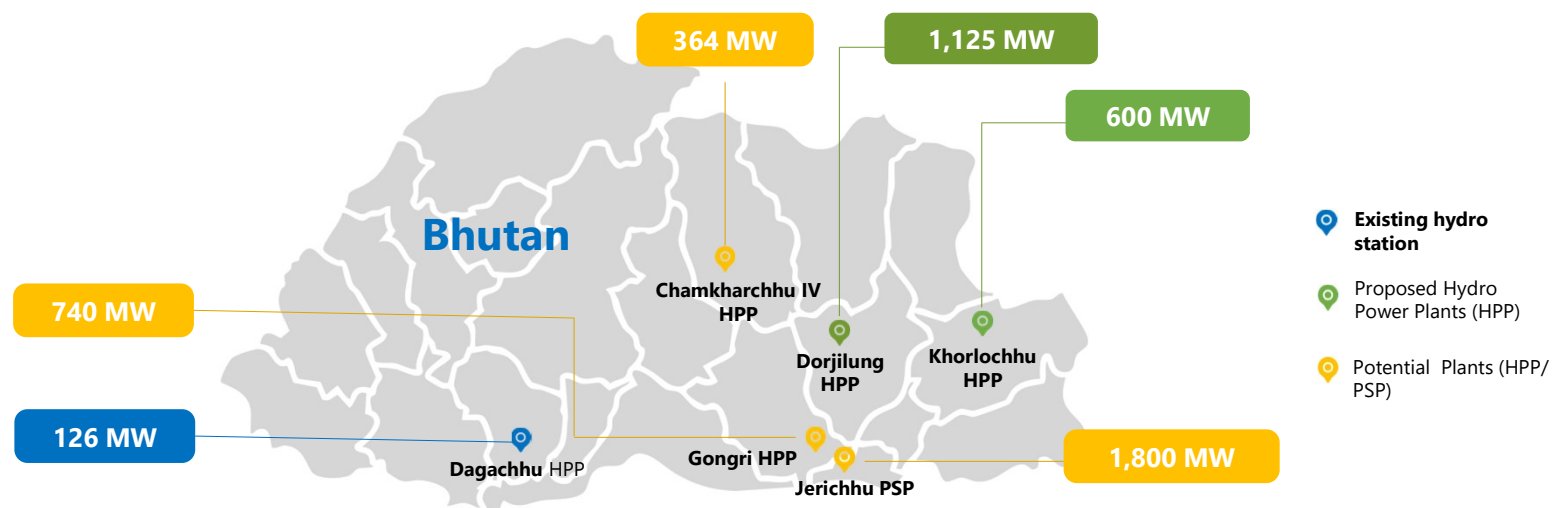 364 MW
1,125 MW
600 MW
Bhutan
740 MW
126 MW
Chamkharchhu IV
HPP
Dorjilung
HPP
Khorlochhu
HPP
Gongri HPP
Dagachhu HPP
Jerichhu PSP
1,800 MW
Existing hydro
station
Proposed Hydro
Power Plants (HPP)
Potential Plants (HPP/
PSP)